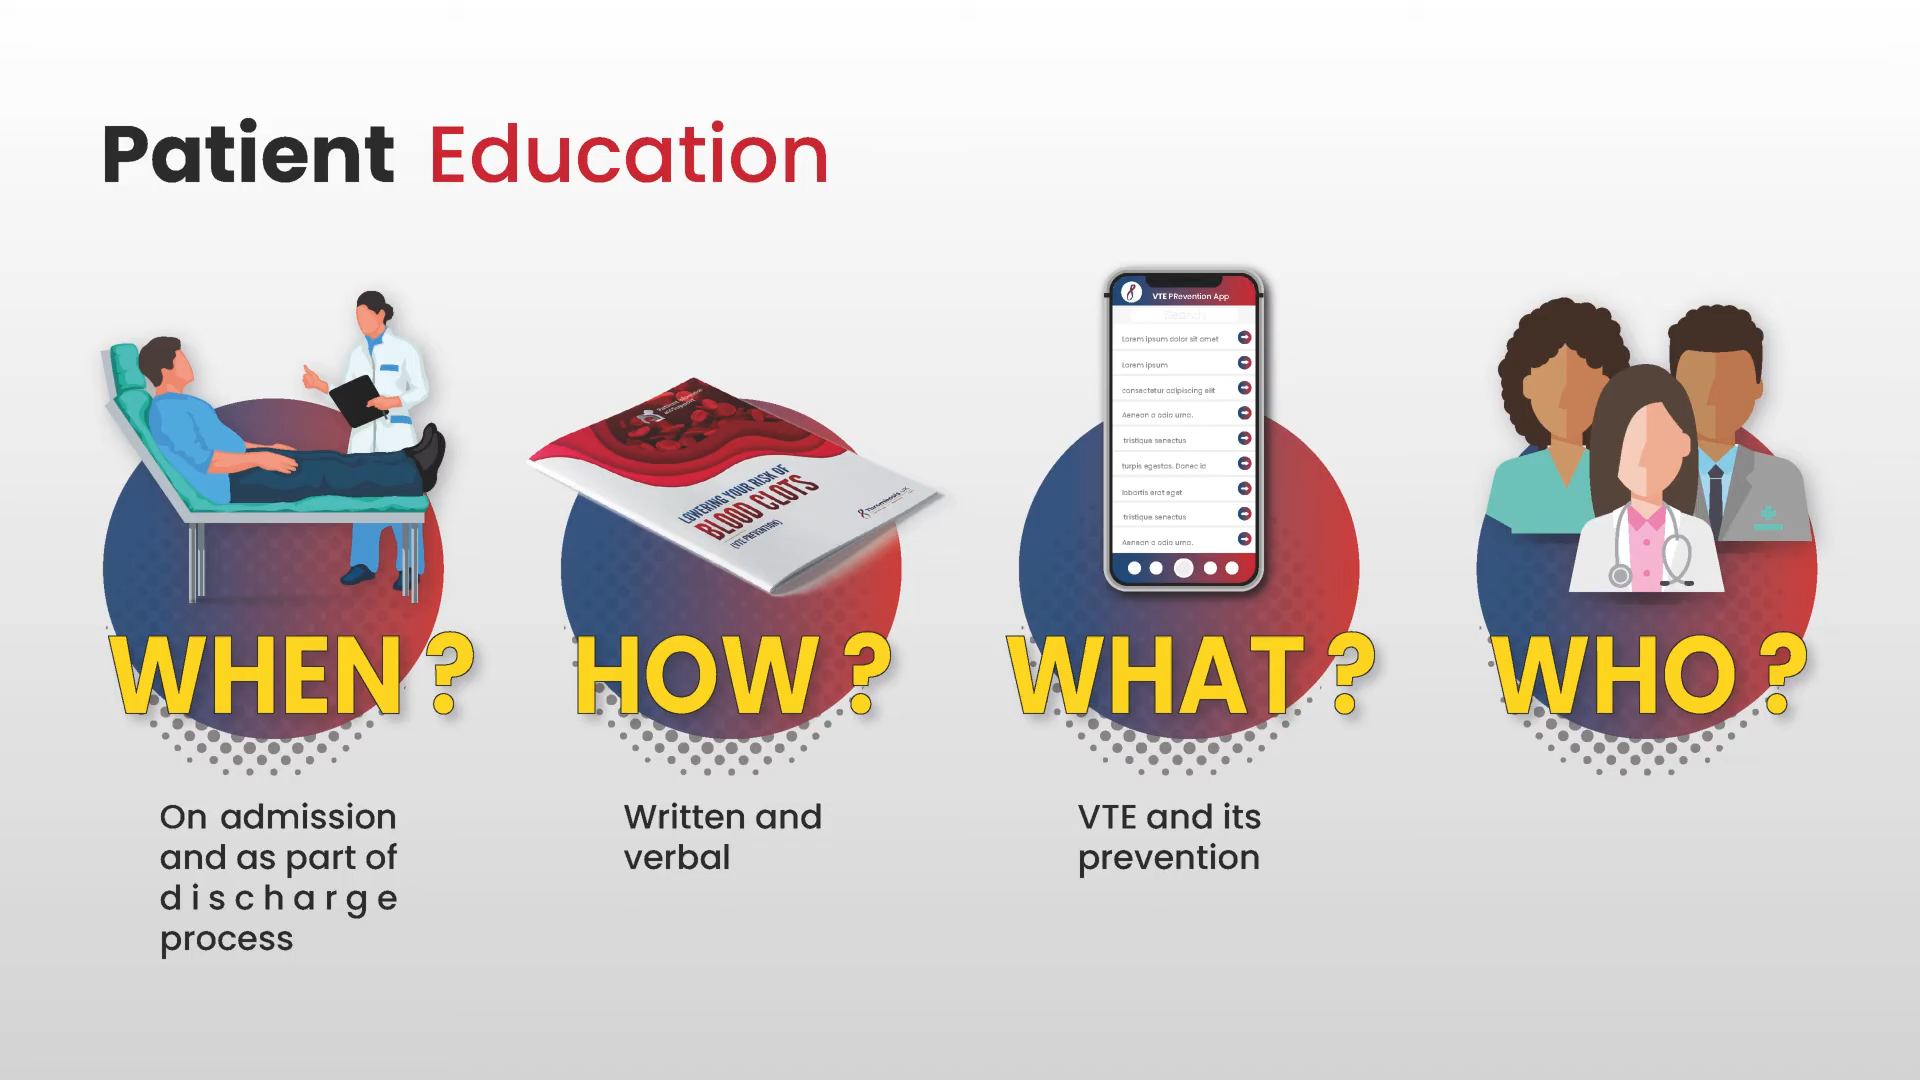 Patient Education
VTE PRevention App
Search
Lorem ipsum dolor sit amet
Lorem ipsum
consectetur adipiscing elit
Aenean a odio urna.
tristique senectus
turpis egestas. Donec id
lobortis erat eget
tristique senectus
Aenean a odio urna.
LOWERING YOUR RISK OF
BLOOD CLOTS
(VTE PREVENTION)
Thrombosis UK
WHEN?
HOW?
WHAT?
WHO?
On admission
and as part of
discharge
process
Written and
verbal
VTE and its
prevention